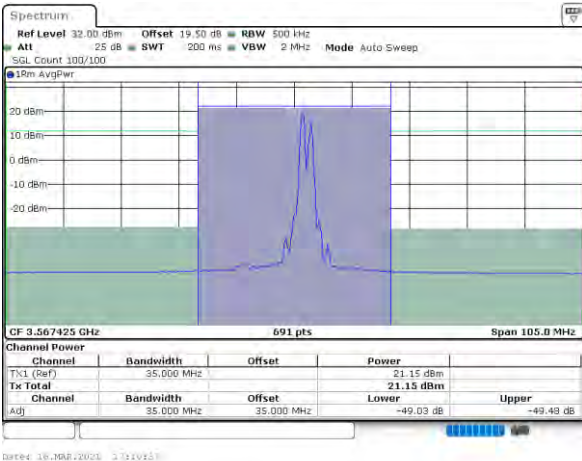 Spectrum
Ref Level 32.00 dBm Offset 19.50 dB RBW 500 kHz
Att 25 dB SWT 200 ms VBW 2 MHz Mode Auto Sweep
SGL Count 100/100
1Rm AvgPwr
20 dBm
10 dBm
0 dBm
-10 dBm
-20 dBm
CF 3.567425 GHz 691 pts Span 105.0 MHz
Channel Power
Channel Bandwidth Offset Power
TX1 (Ref) 35.000 MHz 21.15 dBm
Tx Total 21.15 dBm
Channel Bandwidth Offset Lower Upper
Adj 35.000 MHz 35.000 MHz -49.03 dB -49.48 dB
Date: 18.MAR.2021